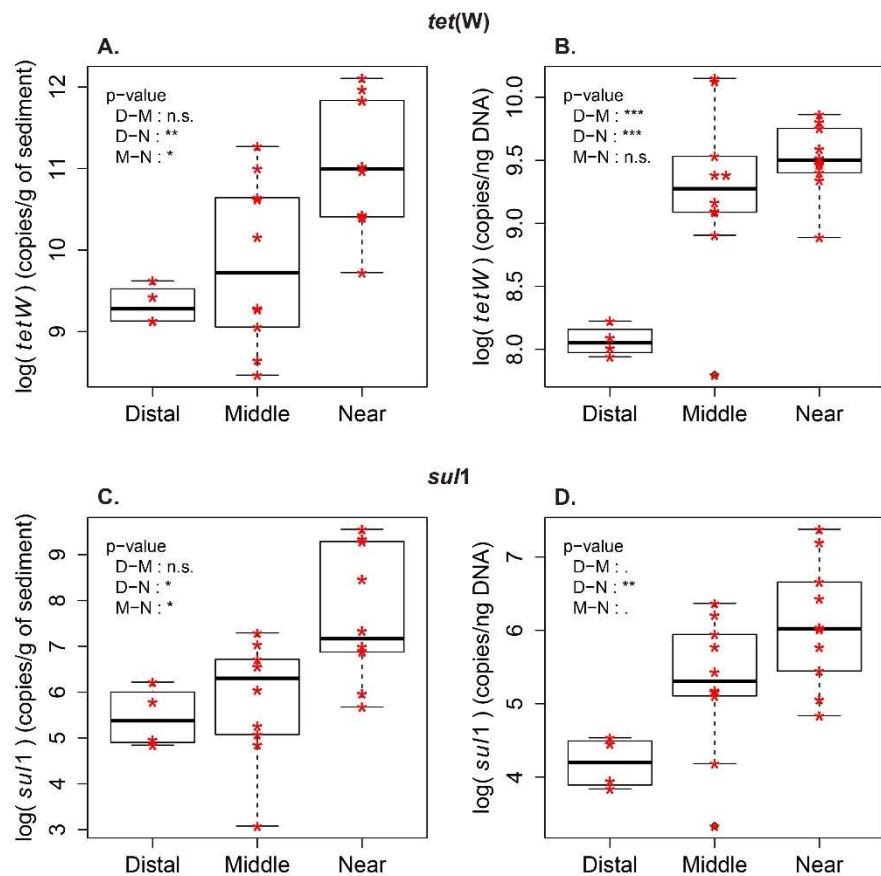 tet(W)
A.
log( tetW ) (copies/g of sediment)
12
11
10
9
p−value
D−M : n.s.
D−N : **
M−N : *
Distal
Middle
Near
B.
log( tetW ) (copies/ng DNA)
10.0
9.5
9.0
8.5
8.0
p−value
D−M : ***
D−N : ***
M−N : n.s.
Distal
Middle
Near
sul1
C.
log( sul1 ) (copies/g of sediment)
9
8
7
6
5
4
3
p−value
D−M : n.s.
D−N : *
M−N : *
Distal
Middle
Near
D.
log( sul1 ) (copies/ng DNA)
7
6
5
4
p−value
D−M : .
D−N : **
M−N : .
Distal
Middle
Near